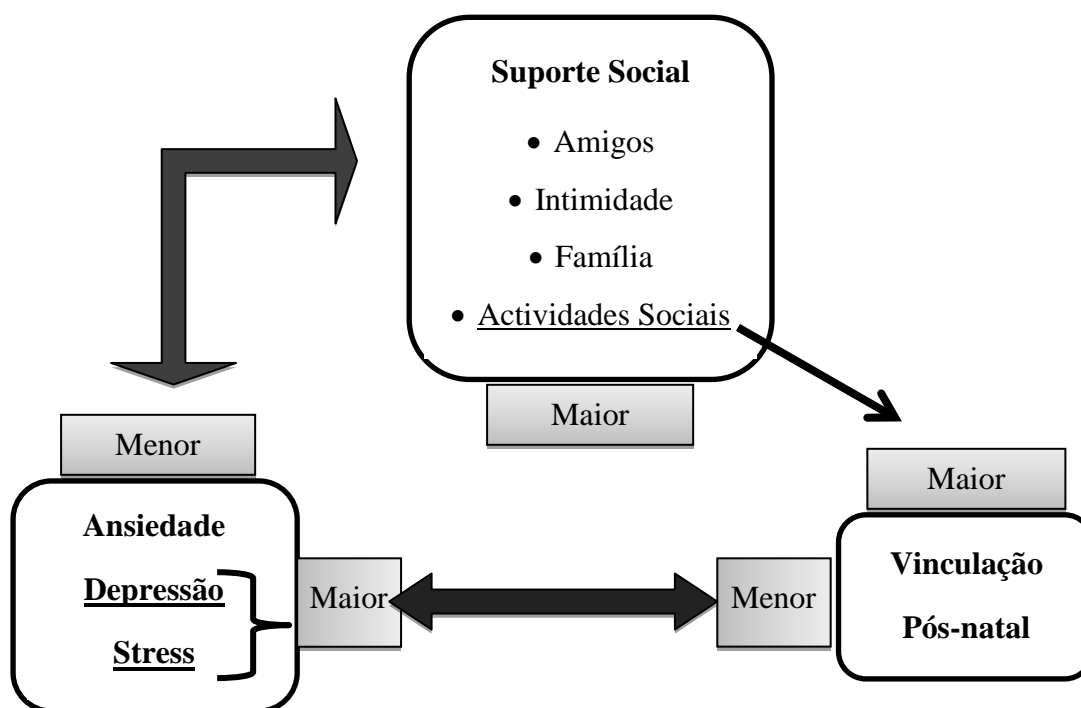 Suporte Social
• Amigos
• Intimidade
• Família
• Actividades Sociais
Maior
Menor
Ansiedade
Depressão
Stress
Maior
Menor
Maior
Vinculação
Pós-natal